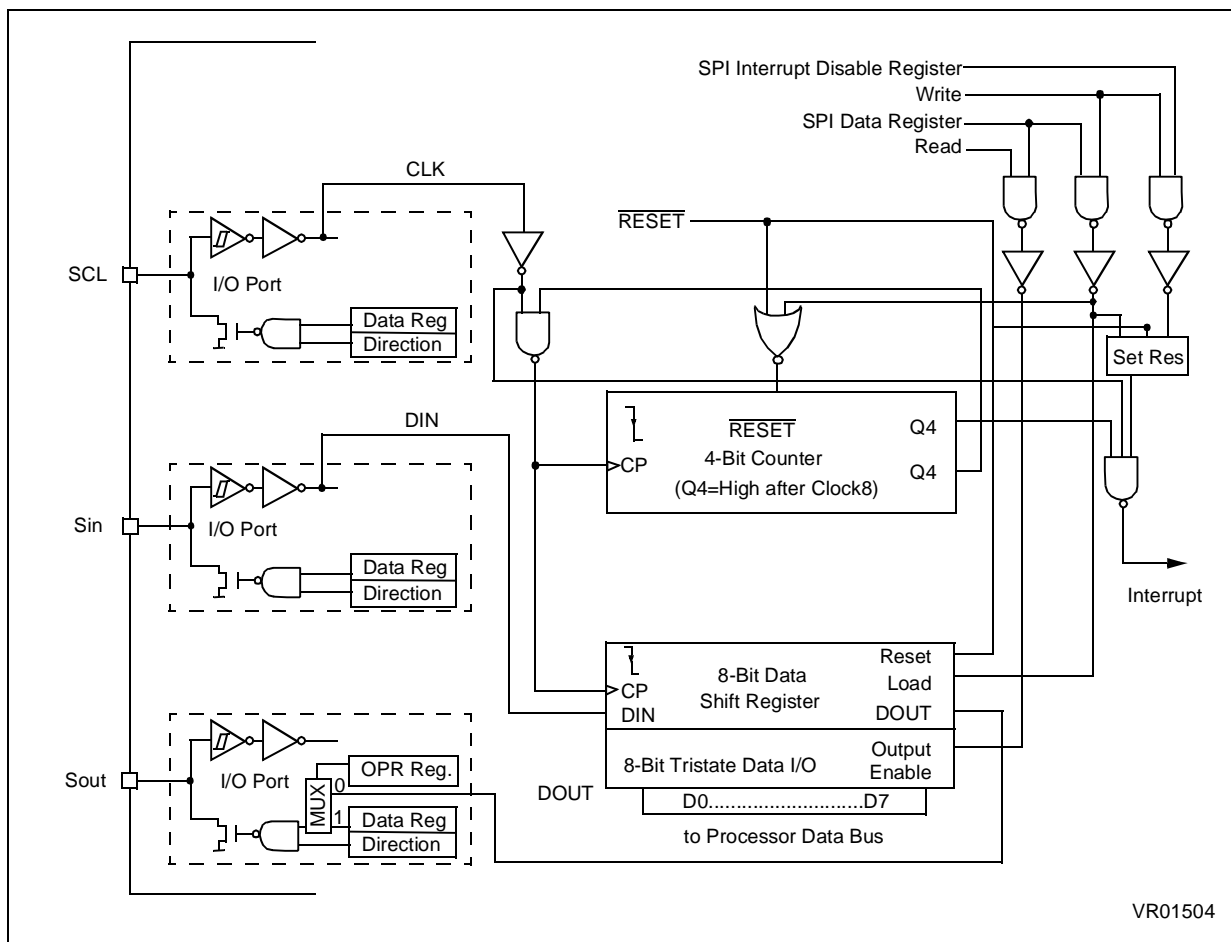 SPI Interrupt Disable Register
Write
SPI Data Register
Read
CLK
RESET
SCL
I/O Port
Data Reg
Direction
Set Res
RESET
Q4
CP
4-Bit Counter
Q4
(Q4=High after Clock8)
DIN
Sin
I/O Port
Data Reg
Direction
Interrupt
Reset
8-Bit Data
Load
CP
Shift Register
DIN
DOUT
Sout
I/O Port
OPR Reg.
MUX
0
1
Data Reg
Direction
Output
8-Bit Tristate Data I/O
Enable
DOUT
D0...........................D7
to Processor Data Bus
VR01504